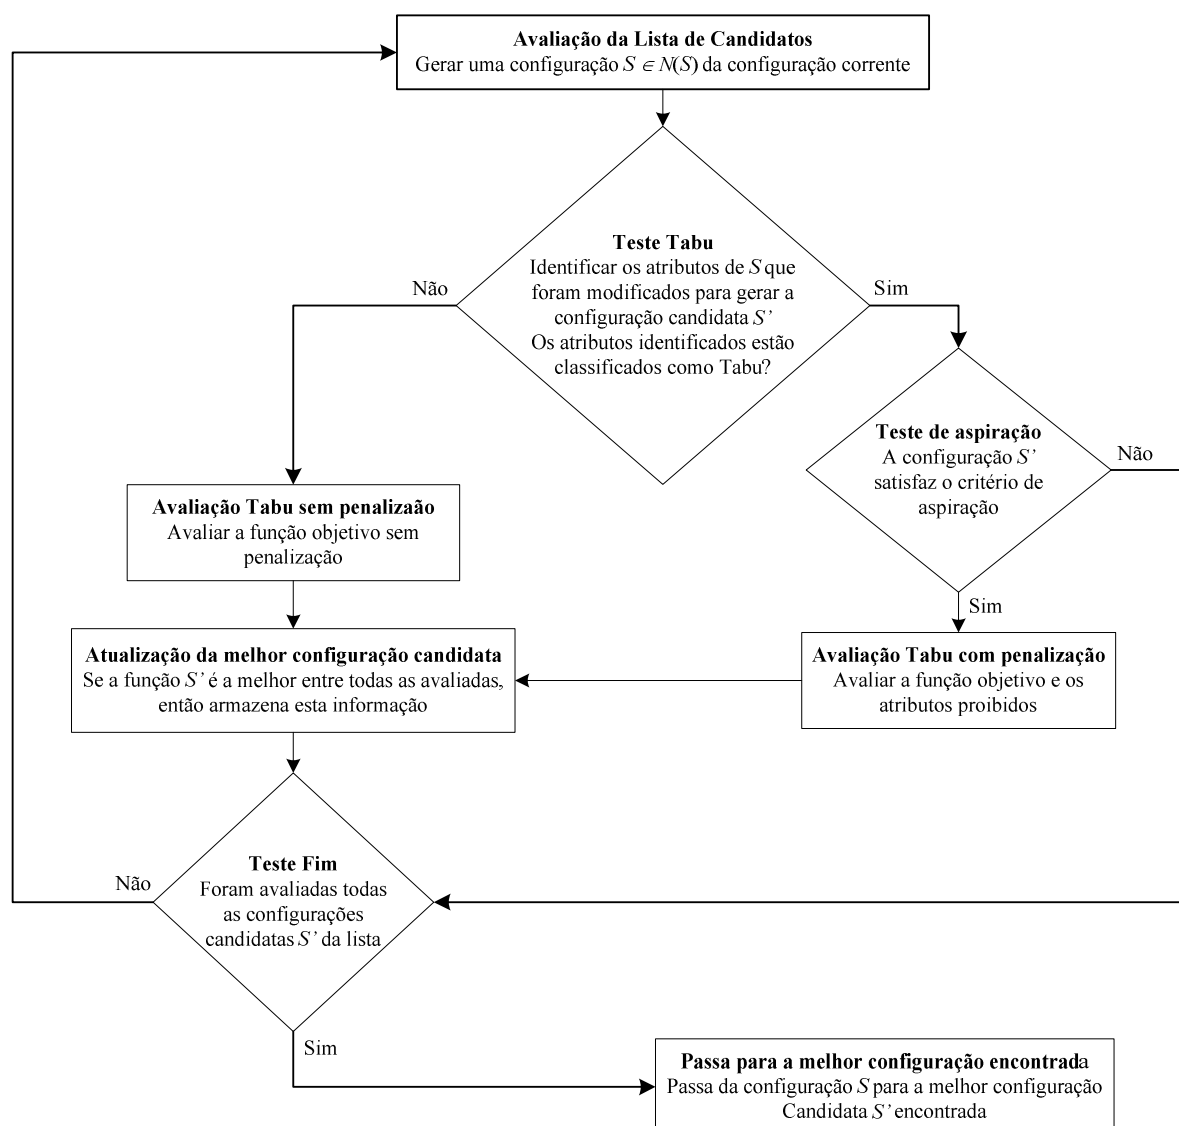 Avaliação da Lista de Candidatos
Gerar uma configuração S ∈ N(S) da configuração corrente
Teste Tabu
Identificar os atributos de S que
foram modificados para gerar a
configuração candidata S’
Os atributos identificados estão
classificados como Tabu?
Não
Sim
Teste de aspiração
A configuração S’
satisfaz o critério de
aspiração
Não
Sim
Avaliação Tabu sem penalizaão
Avaliar a função objetivo sem
penalização
Atualização da melhor configuração candidata
Se a função S’ é a melhor entre todas as avaliadas,
então armazena esta informação
Avaliação Tabu com penalização
Avaliar a função objetivo e os
atributos proibidos
Teste Fim
Foram avaliadas todas
as configurações
candidatas S’ da lista
Não
Sim
Passa para a melhor configuração encontrada
Passa da configuração S para a melhor configuração
Candidata S’ encontrada